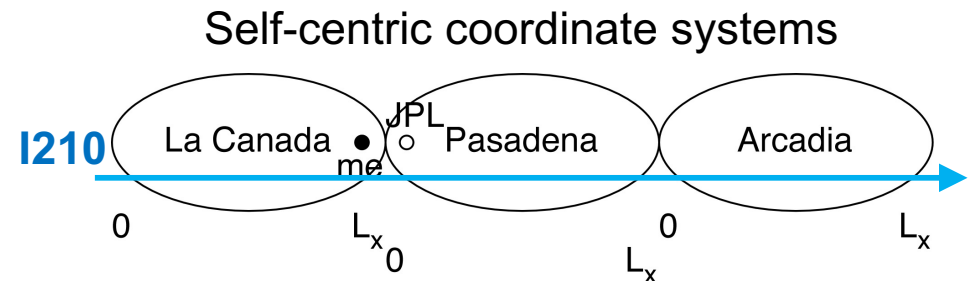 Self-centric coordinate systems
JPL
I210 La Canada Pasadena Arcadia
me
0 Lx 0 Lx
0 Lx